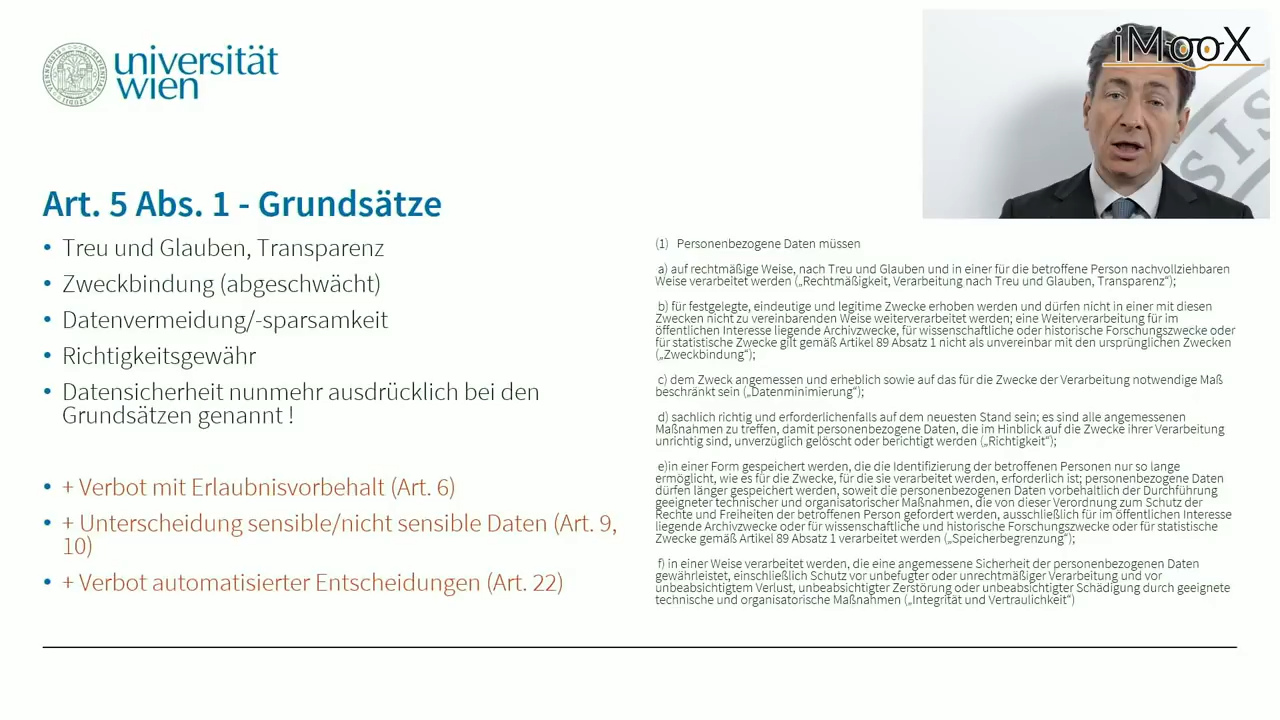 universität
wien
iMooX
SIS
Art. 5 Abs. 1 - Grundsätze
• Treu und Glauben, Transparenz
• Zweckbindung (abgeschwächt)
• Datenvermeidung/-sparsamkeit
• Richtigkeitsgewähr
• Datensicherheit nunmehr ausdrücklich bei den
Grundsätzen genannt !
• + Verbot mit Erlaubnisvorbehalt (Art. 6)
• + Unterscheidung sensible/nicht sensible Daten (Art. 9,
10)
• + Verbot automatisierter Entscheidungen (Art. 22)
(1) Personenbezogene Daten müssen
a) auf rechtmäßige Weise, nach Treu und Glauben und in einer für die betroffene Person nachvollziehbaren
Weise verarbeitet werden („Rechtmäßigkeit, Verarbeitung nach Treu und Glauben, Transparenz“);
b) für festgelegte, eindeutige und legitime Zwecke erhoben werden und dürfen nicht in einer mit diesen
Zwecken nicht zu vereinbarenden Weise weiterverarbeitet werden; eine Weiterverarbeitung für im
öffentlichen Interesse liegende Archivzwecke, für wissenschaftliche oder historische Forschungszwecke oder
für statistische Zwecke gilt gemäß Artikel 89 Absatz 1 nicht als unvereinbar mit den ursprünglichen Zwecken
(„Zweckbindung“);
c) dem Zweck angemessen und erheblich sowie auf das für die Zwecke der Verarbeitung notwendige Maß
beschränkt sein („Datenminimierung“);
d) sachlich richtig und erforderlichenfalls auf dem neuesten Stand sein; es sind alle angemessenen
Maßnahmen zu treffen, damit personenbezogene Daten, die im Hinblick auf die Zwecke ihrer Verarbeitung
unrichtig sind, unverzüglich gelöscht oder berichtigt werden („Richtigkeit“);
e)in einer Form gespeichert werden, die die Identifizierung der betroffenen Personen nur so lange
ermöglicht, wie es für die Zwecke, für die sie verarbeitet werden, erforderlich ist; personenbezogene Daten
dürfen länger gespeichert werden, soweit die personenbezogenen Daten vorbehaltlich der Durchführung
geeigneter technischer und organisatorischer Maßnahmen, die von dieser Verordnung zum Schutz der
Rechte und Freiheiten der betroffenen Person gefordert werden, ausschließlich für im öffentlichen Interesse
liegende Archivzwecke oder für wissenschaftliche und historische Forschungszwecke oder für statistische
Zwecke gemäß Artikel 89 Absatz 1 verarbeitet werden („Speicherbegrenzung“);
f) in einer Weise verarbeitet werden, die eine angemessene Sicherheit der personenbezogenen Daten
gewährleistet, einschließlich Schutz vor unbefugter oder unrechtmäßiger Verarbeitung und vor
unbeabsichtigtem Verlust, unbeabsichtigter Zerstörung oder unbeabsichtigter Schädigung durch geeignete
technische und organisatorische Maßnahmen („Integrität und Vertraulichkeit“)